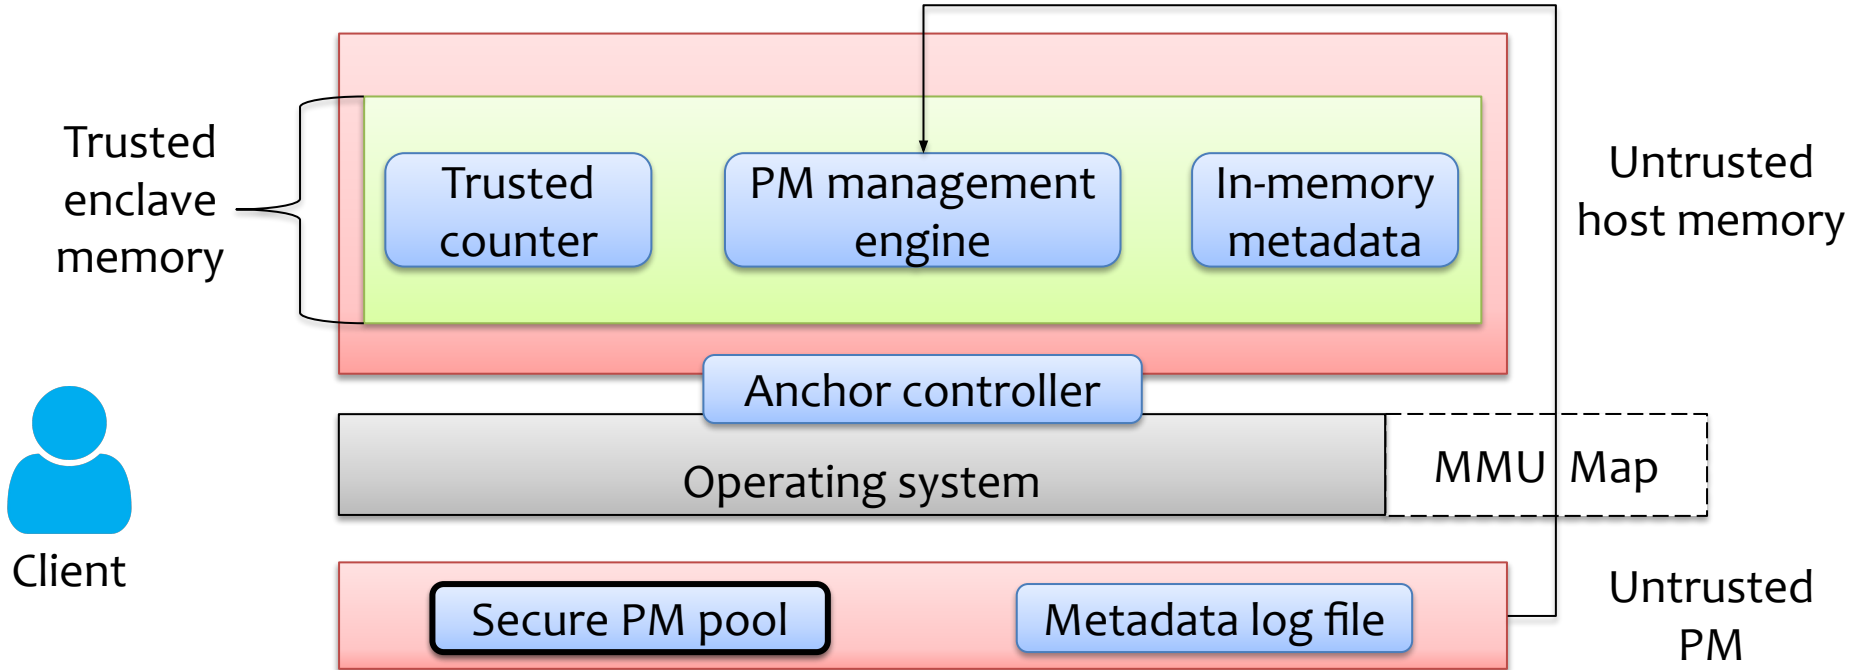 Trusted
enclave
memory
Trusted
counter
PM management
engine
In-memory
metadata
Untrusted
host memory
Anchor controller
Operating system
MMU Map
Client
Secure PM pool
Metadata log file
Untrusted
PM